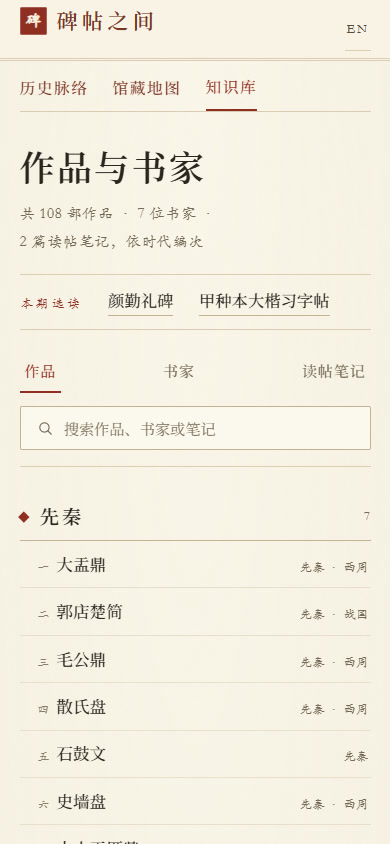 碑 碑帖之间
EN
历史脉络 馆藏地图 知识库
作品与书家
共 108 部作品 · 7 位书家 ·
2 篇读帖笔记，依时代编次
本期选读 颜勤礼碑 甲种本大楷习字帖
作品 书家 读帖笔记
搜索作品、书家或笔记
先秦 7
一 大盂鼎 先秦 · 西周
二 郭店楚简 先秦 · 战国
三 毛公鼎 先秦 · 西周
四 散氏盘 先秦 · 西周
五 石鼓文 先秦
六 史墙盘 先秦 · 西周